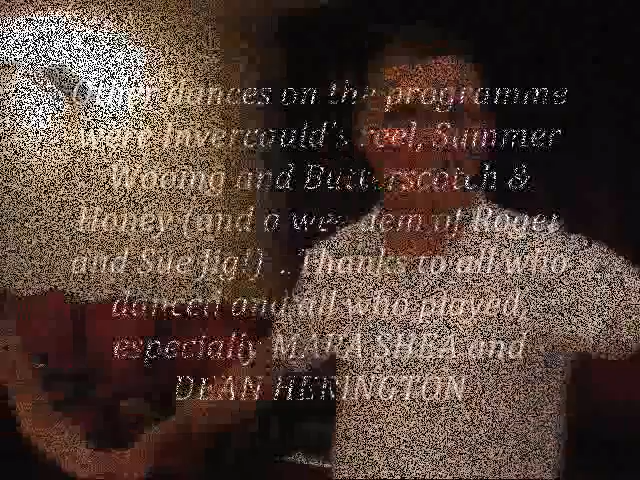 Other dances on the programme
were Invercauld's Reel, Summer
Wooing and Butterscotch &
Honey (and a wee dem of Roger
and Sue Jig!) . Thanks to all who
danced and all who played,
especially MARA SHEA and
DEAN HERINGTON